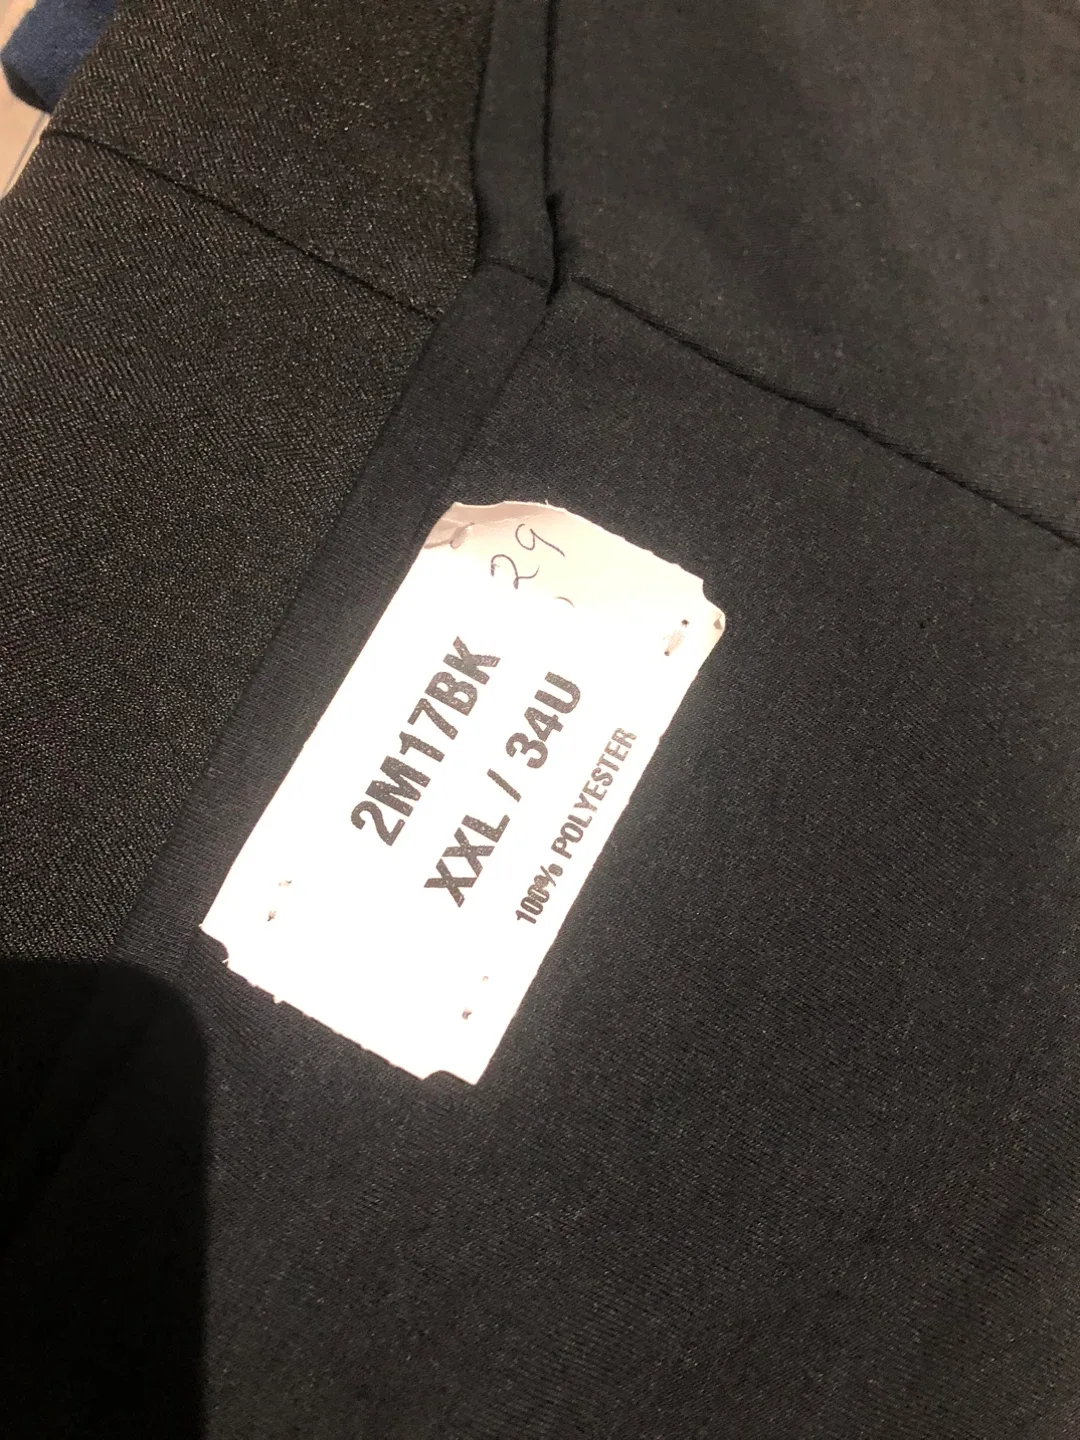 29
2M17BK
XXL / 34U
100% POLYESTER